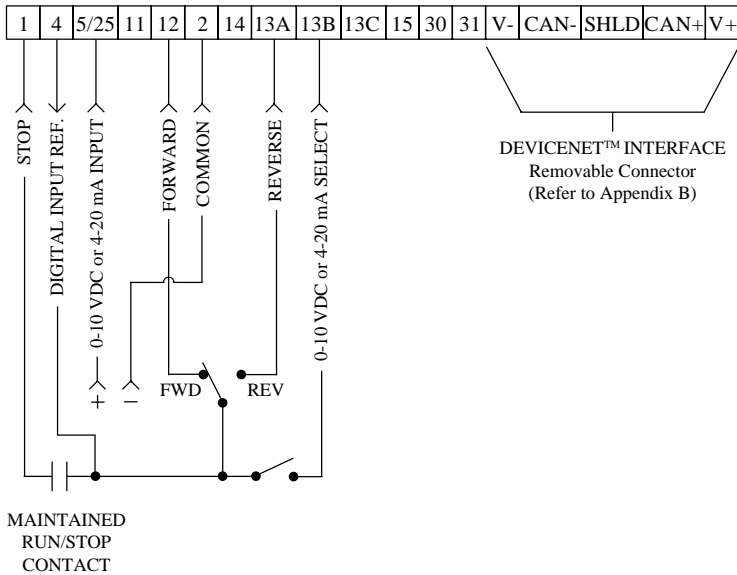 1 4 5/25 11 12 2 14 13A 13B 13C 15 30 31 V- CAN- SHLD CAN+ V+
STOP
DIGITAL INPUT REF.
0-10 VDC or 4-20 mA INPUT
FORWARD
COMMON
REVERSE
0-10 VDC or 4-20 mA SELECT
DEVICENET™ INTERFACE
Removable Connector
(Refer to Appendix B)
+ −
FWD REV
MAINTAINED
RUN/STOP
CONTACT